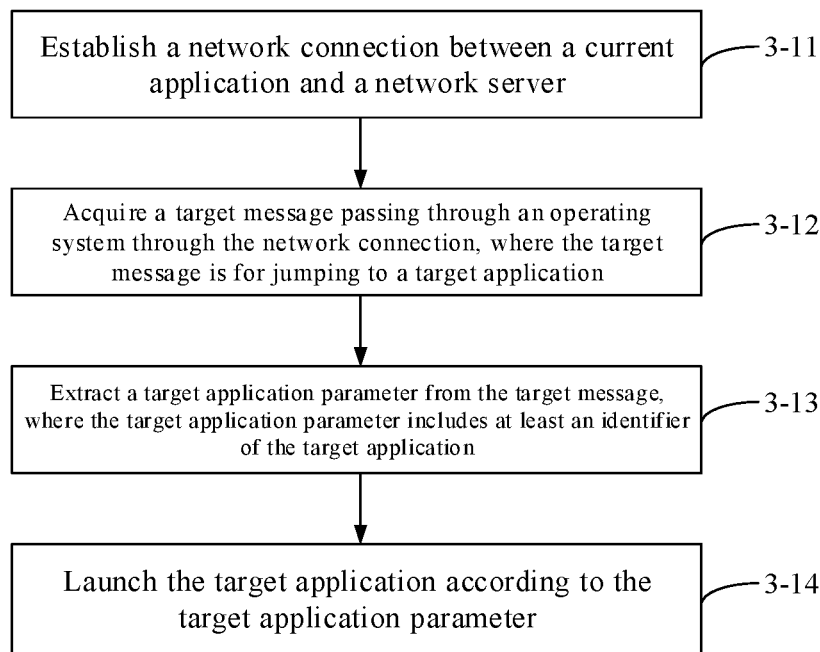 Establish a network connection between a current
application and a network server
3-11
Acquire a target message passing through an operating
system through the network connection, where the target
message is for jumping to a target application
3-12
Extract a target application parameter from the target message,
where the target application parameter includes at least an identifier
of the target application
3-13
Launch the target application according to the
target application parameter
3-14